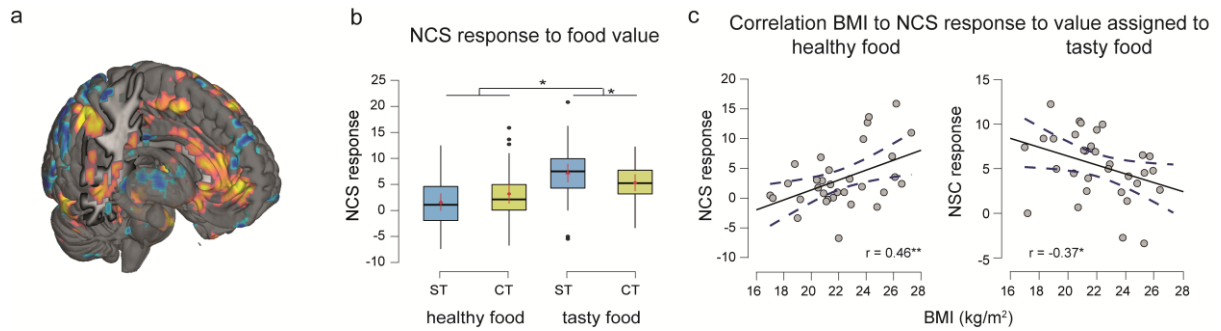 a
b
NCS response to food value
NCS response
25
20
15
10
5
0
-5
-10
*
*
ST
CT
ST
CT
healthy food
tasty food
c
Correlation BMI to NCS response to value assigned to
healthy food
tasty food
NCS response
20
15
10
5
0
-5
-10
r = 0.46**
16
18
20
22
24
26
28
NSC response
15
10
5
0
-5
r = -0.37*
16
18
20
22
24
26
28
BMI (kg/m²)